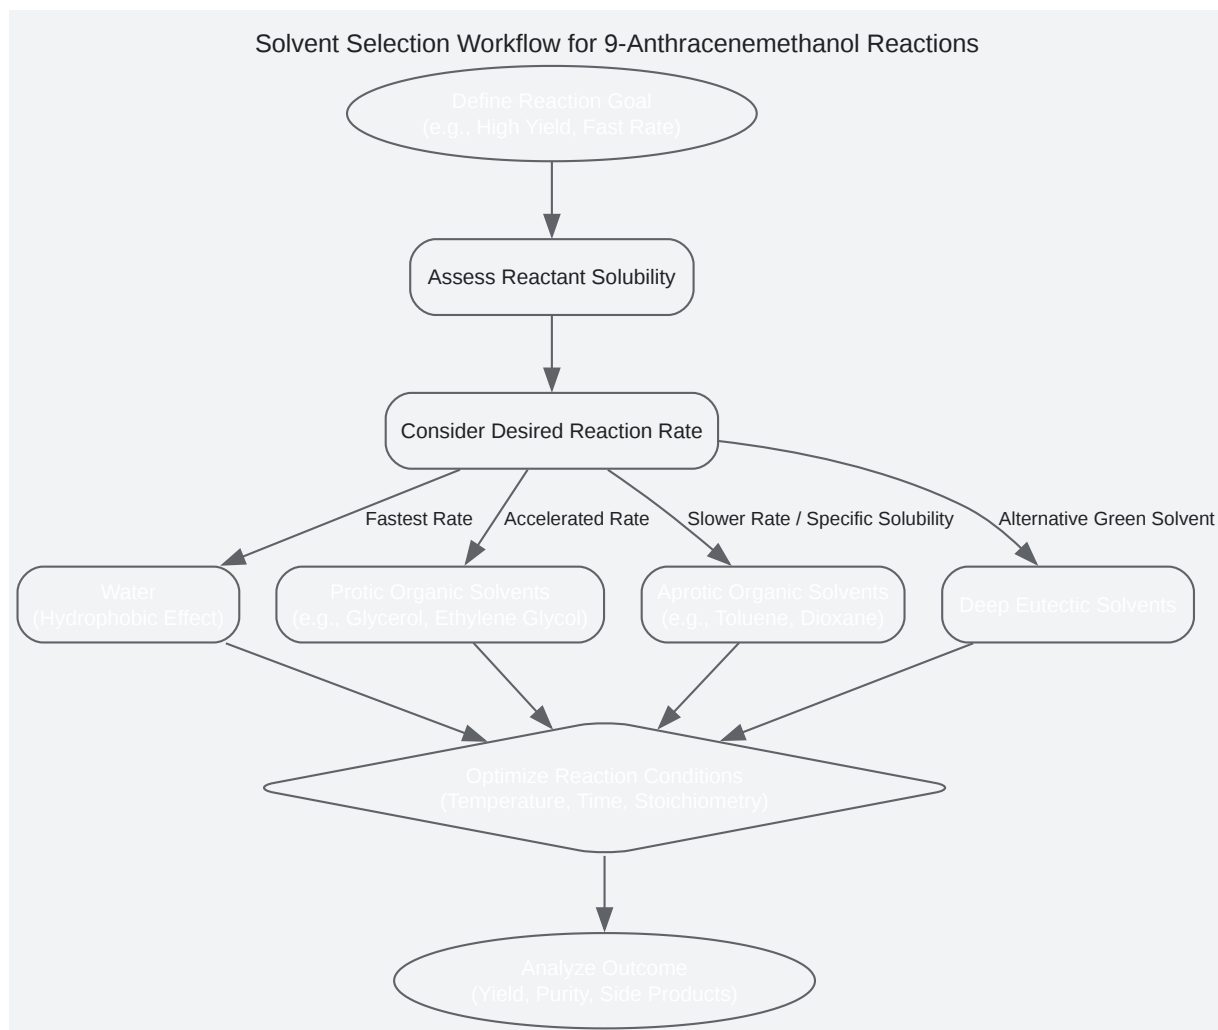 Solvent Selection Workflow for 9-Anthracenemethanol Reactions
Define Reaction Goal
(e.g., High Yield, Fast Rate)
Assess Reactant Solubility
Consider Desired Reaction Rate
Fastest Rate
Accelerated Rate
Slower Rate / Specific Solubility
Alternative Green Solvent
Water
(Hydrophobic Effect)
Protic Organic Solvents
(e.g., Glycerol, Ethylene Glycol)
Aprotic Organic Solvents
(e.g., Toluene, Dioxane)
Deep Eutectic Solvents
Optimize Reaction Conditions
(Temperature, Time, Stoichiometry)
Analyze Outcome
(Yield, Purity, Side Products)